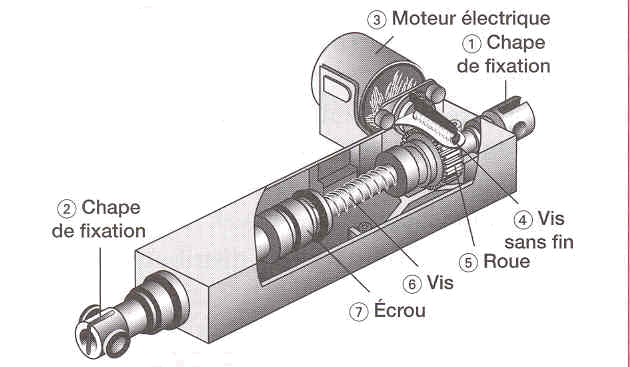 ③ Moteur électrique
① Chape
de fixation
② Chape
de fixation
④ Vis
sans fin
⑤ Roue
⑥ Vis
⑦ Écrou